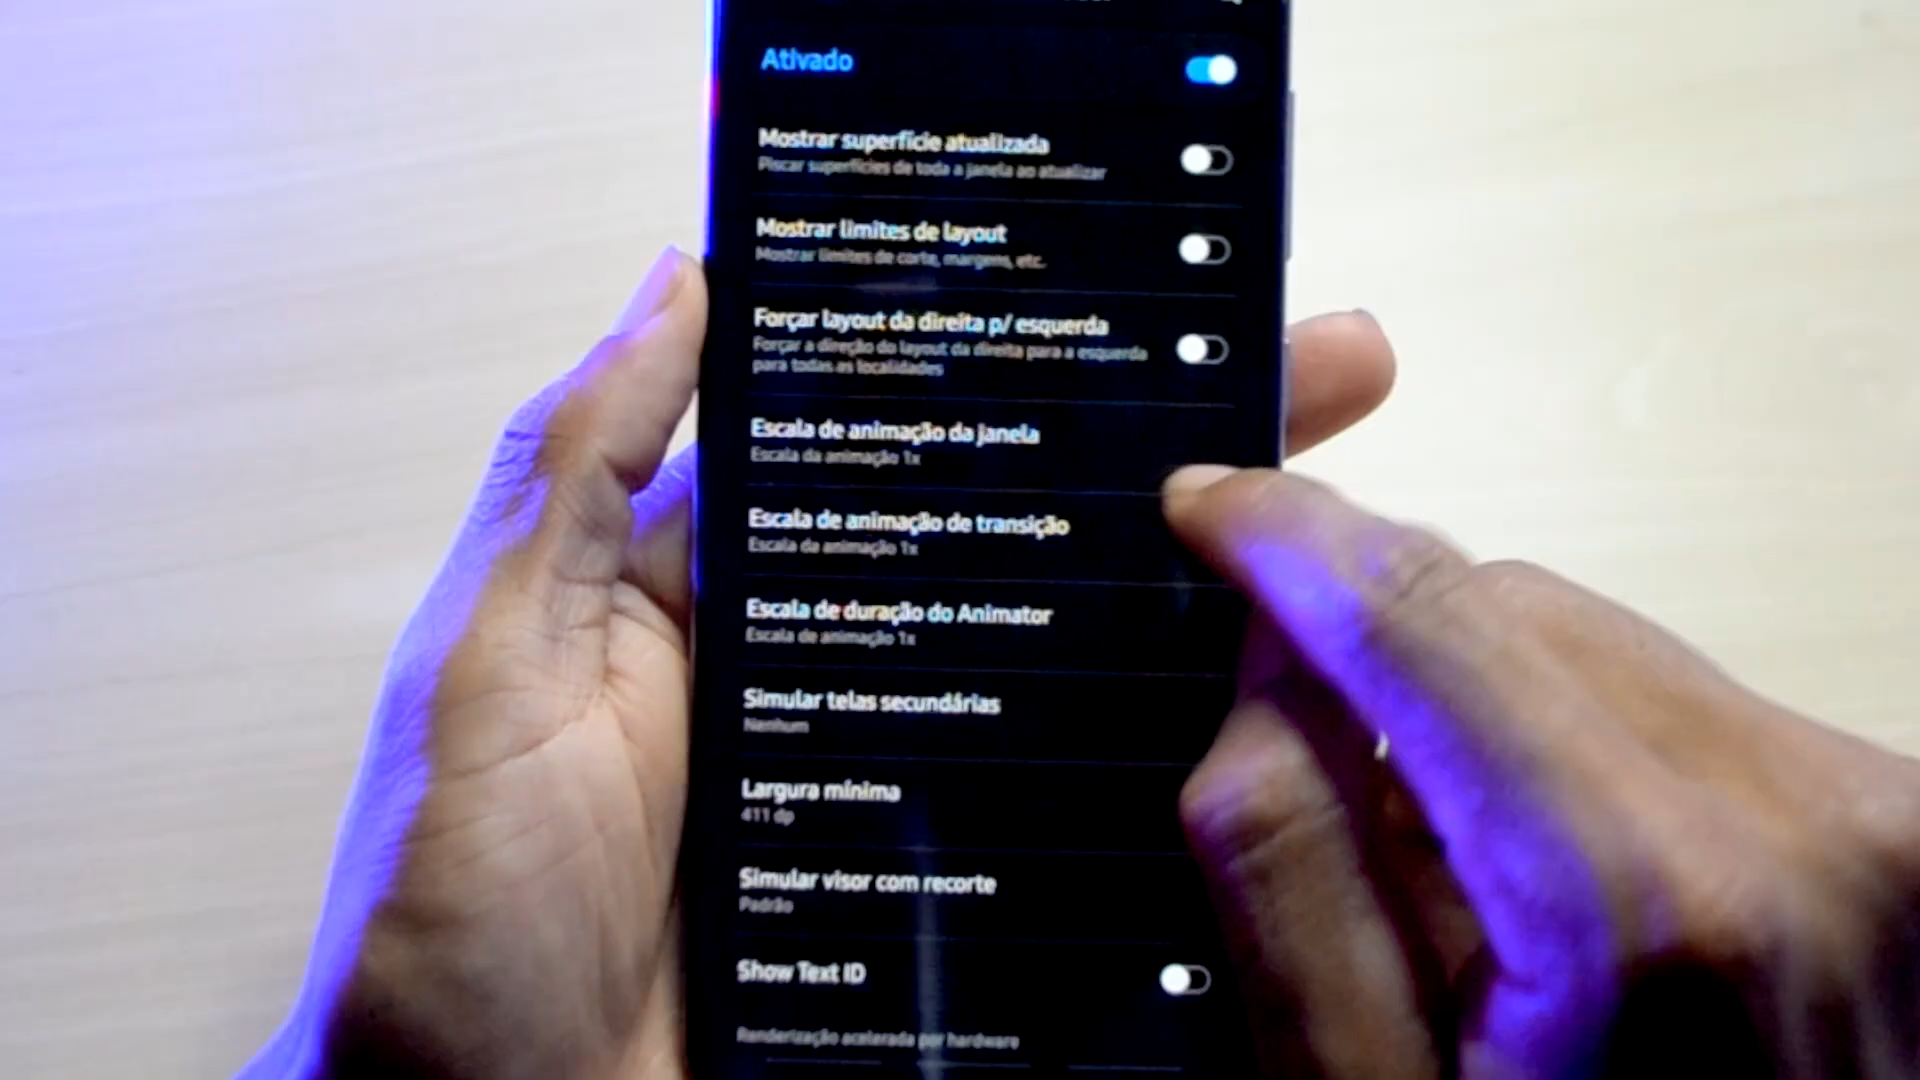 Ativado
Mostrar superfície atualizada
Piscar superfícies de toda a janela ao atualizar
Mostrar limites de layout
Mostrar limites de corte, margens, etc.
Forçar layout da direita p/ esquerda
Forçar a direção do layout da direita para a esquerda
para todas as localidades
Escala de animação da janela
Escala da animação 1x
Escala de animação de transição
Escala da animação 1x
Escala de duração do Animator
Escala de animação 1x
Simular telas secundárias
Nenhum
Largura mínima
411 dp
Simular visor com recorte
Padrão
Show Text ID
Renderização acelerada por hardware